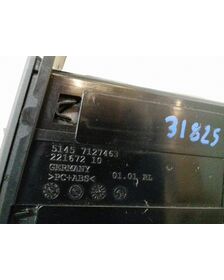 31825
5145 7127463
221672 10
GERMANY 01.01 RL
>PC+ABS<